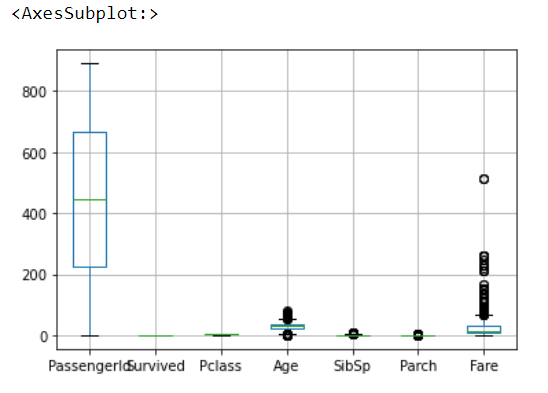 <AxesSubplot:>
800
600
400
200
0
PassengerId Survived Pclass Age SibSp Parch Fare